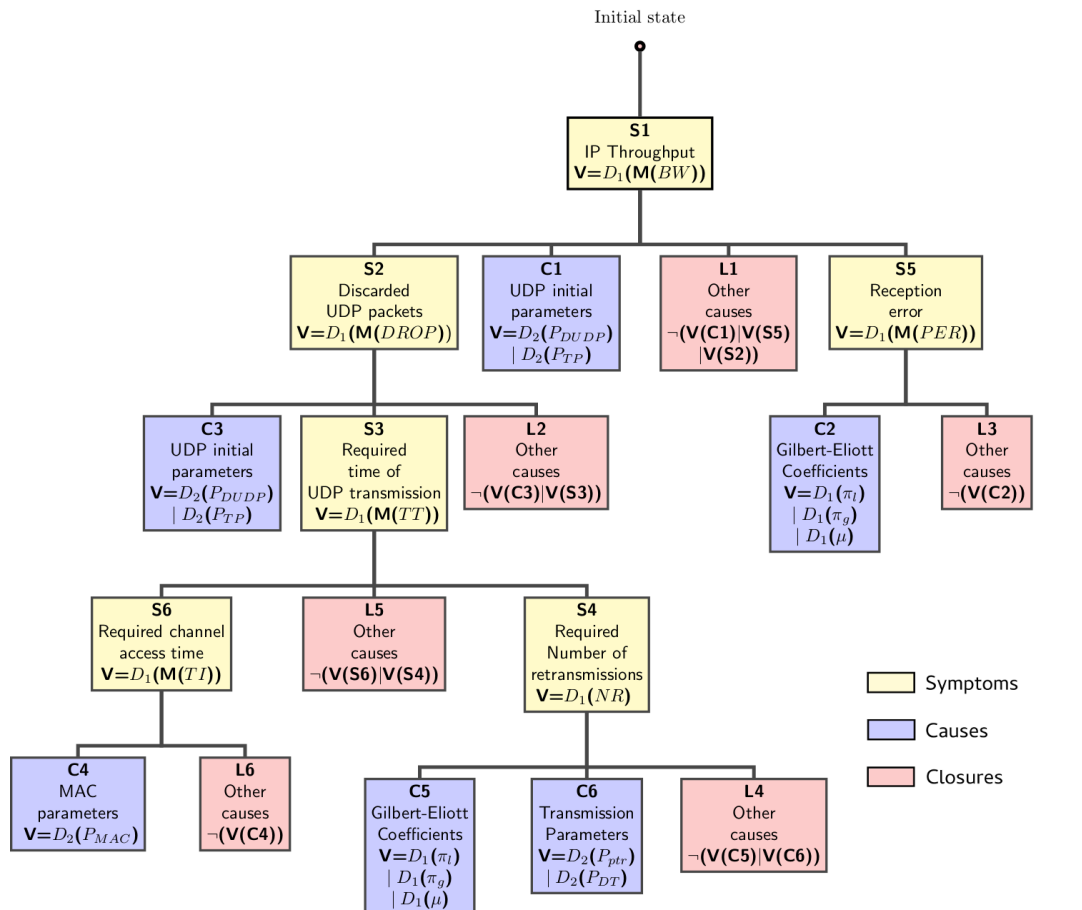 Initial state
S1
IP Throughput
V=D₁(M(BW))
S2
Discarded
UDP packets
V=D₁(M(DROP))
C1
UDP initial
parameters
V=D₂(P_DUDP)
| D₂(P_TP)
L1
Other
causes
¬(V(C1)|V(S5)
|V(S2))
S5
Reception
error
V=D₁(M(PER))
C3
UDP initial
parameters
V=D₂(P_DUDP)
| D₂(P_TP)
S3
Required
time of
UDP transmission
V=D₁(M(TT))
L2
Other
causes
¬(V(C3)|V(S3))
C2
Gilbert-Eliott
Coefficients
V=D₁(π_l)
| D₁(π_g)
| D₁(μ)
L3
Other
causes
¬(V(C2))
S6
Required channel
access time
V=D₁(M(TI))
L5
Other
causes
¬(V(S6)|V(S4))
S4
Required
Number of
retransmissions
V=D₁(NR)
C4
MAC
parameters
V=D₂(P_MAC)
L6
Other
causes
¬(V(C4))
C5
Gilbert-Eliott
Coefficients
V=D₁(π_l)
| D₁(π_g)
| D₁(μ)
C6
Transmission
Parameters
V=D₂(P_ptr)
| D₂(P_DT)
L4
Other
causes
¬(V(C5)|V(C6))
Symptoms
Causes
Closures